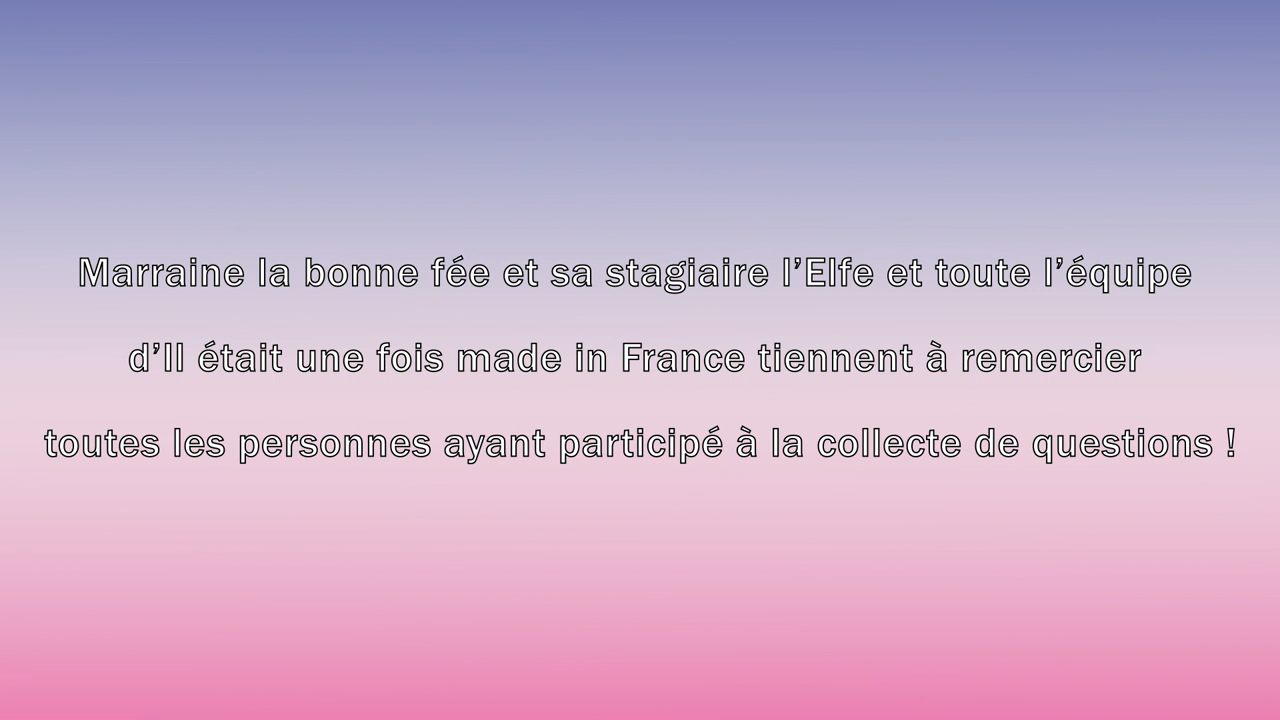 Marraine la bonne fée et sa stagiaire l’Elfe et toute l’équipe
d’Il était une fois made in France tiennent à remercier
toutes les personnes ayant participé à la collecte de questions !